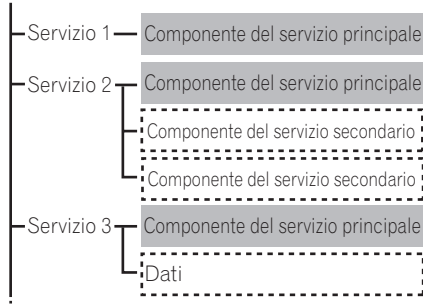 Servizio 1 Componente del servizio principale
Servizio 2 Componente del servizio principale
Componente del servizio secondario
Componente del servizio secondario
Servizio 3 Componente del servizio principale
Dati